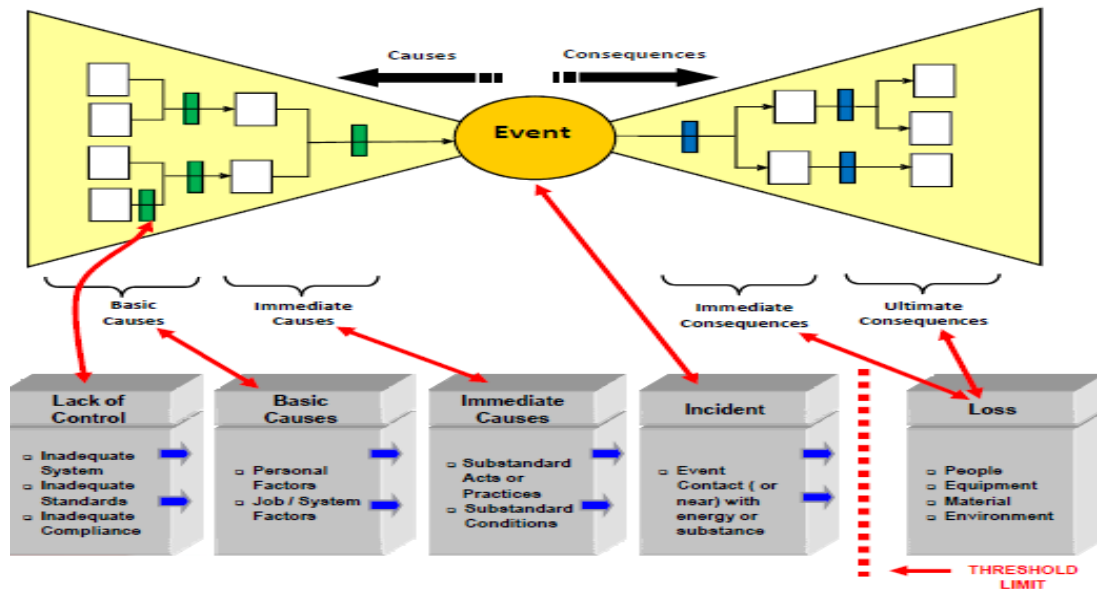 Causes
Consequences
Event
Basic
Causes
Immediate
Causes
Immediate
Consequences
Ultimate
Consequences
Lack of
Control
❑ Inadequate
System
❑ Inadequate
Standards
❑ Inadequate
Compliance
Basic
Causes
❑ Personal
Factors
❑ Job / System
Factors
Immediate
Causes
❑ Substandard
Acts or
Practices
❑ Substandard
Conditions
Incident
❑ Event
Contact ( or
near) with
energy or
substance
Loss
❑ People
❑ Equipment
❑ Material
❑ Environment
THRESHOLD
LIMIT